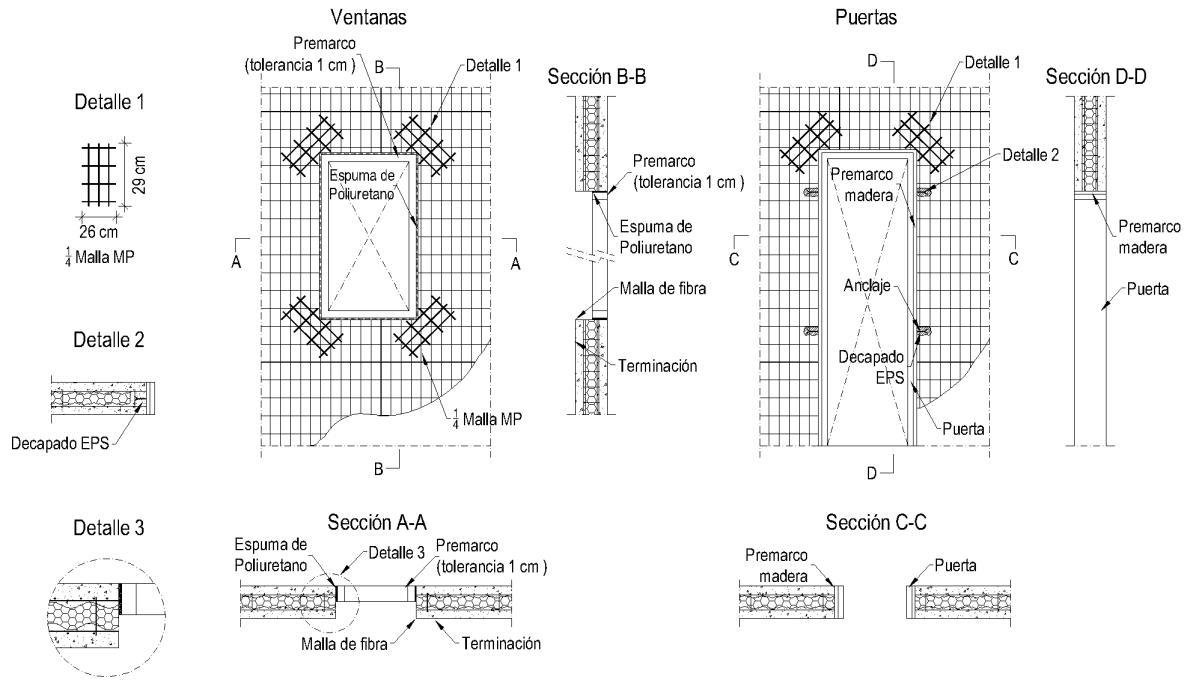 Ventanas
Premarco
(tolerancia 1 cm )
B
Detalle 1
Espuma de
Poliuretano
A
A
B
1/4 Malla MP
Detalle 1
29 cm
26 cm
1/4 Malla MP
Detalle 2
Decapado EPS
Detalle 3
Sección B-B
Premarco
(tolerancia 1 cm )
Espuma de
Poliuretano
Malla de fibra
Terminación
Puertas
D
Detalle 1
Detalle 2
Premarco
madera
C
C
Anclaje
Decapado
EPS
Puerta
D
Sección D-D
Premarco
madera
Puerta
Sección A-A
Espuma de
Poliuretano
Detalle 3
Premarco
(tolerancia 1 cm )
Malla de fibra
Terminación
Sección C-C
Premarco
madera
Puerta